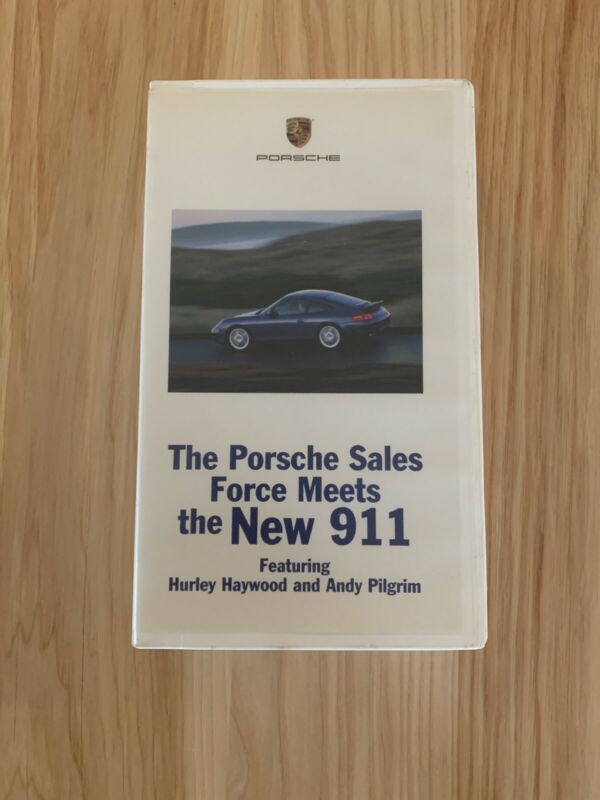 PORSCHE
The Porsche Sales
Force Meets
the New 911
Featuring
Hurley Haywood and Andy Pilgrim